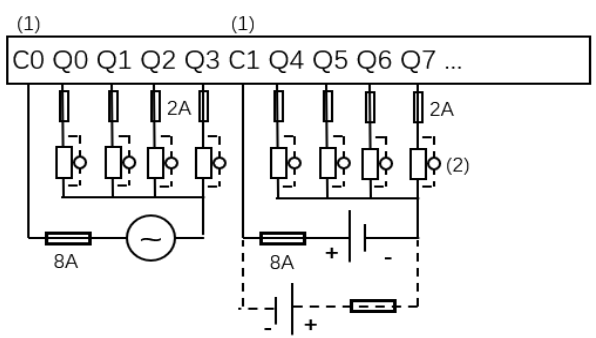 (1) (1)
C0 Q0 Q1 Q2 Q3 C1 Q4 Q5 Q6 Q7 ...
2A 2A
(2)
~
8A 8A + -
- +